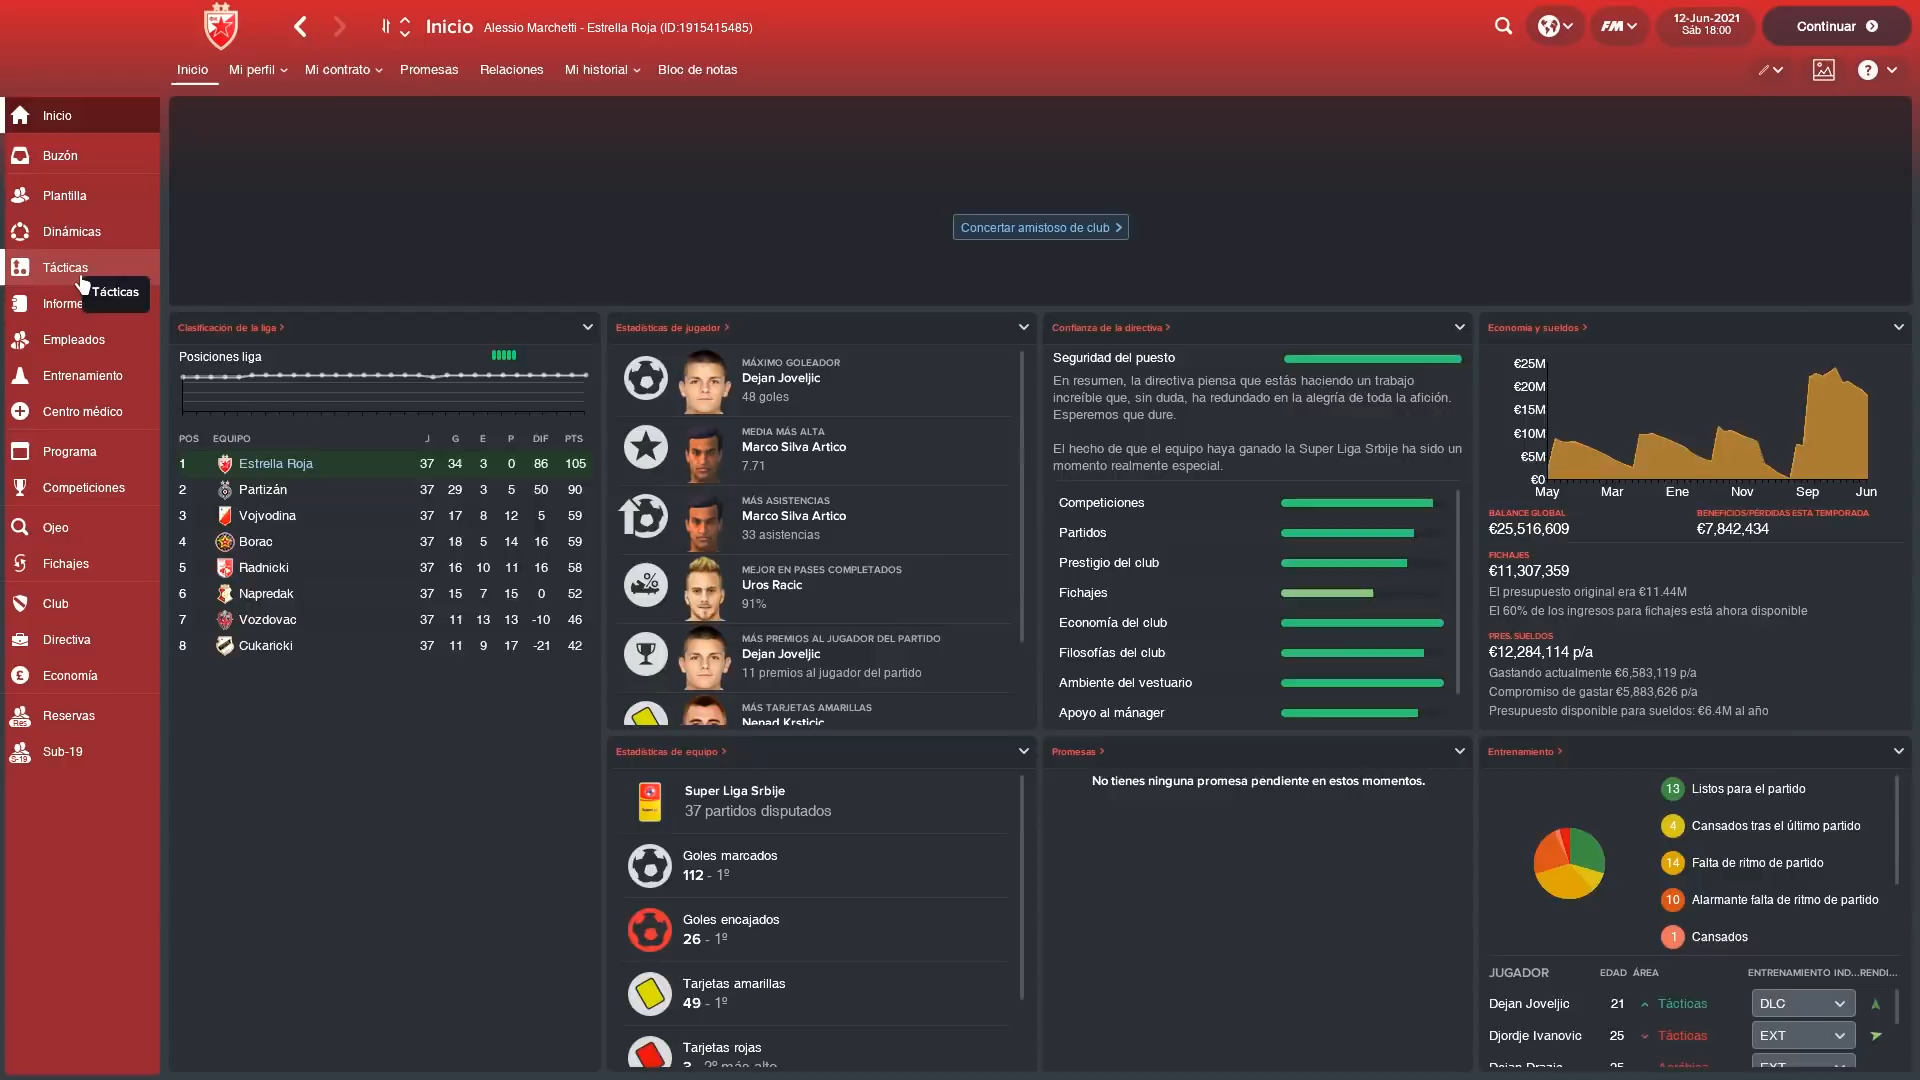 Inicio Alessio Marchetti - Estrella Roja (ID:1915415485)
FM
12-Jun-2021
Sáb 18:00
Continuar
Inicio Mi perfil Mi contrato Promesas Relaciones Mi historial Bloc de notas
?
Inicio
Buzón
Plantilla
Dinámicas
Tácticas
Tácticas
Informe
Empleados
Entrenamiento
Centro médico
Programa
Competiciones
Ojeo
Fichajes
Club
Directiva
Economía
Reservas
Res
Sub-19
S-19
Concertar amistoso de club >
Clasificación de la liga >
Posiciones liga
POS EQUIPO J G E P DIF PTS
1 Estrella Roja 37 34 3 0 86 105
2 Partizán 37 29 3 5 50 90
3 Vojvodina 37 17 8 12 5 59
4 Borac 37 18 5 14 16 59
5 Radnicki 37 16 10 11 16 58
6 Napredak 37 15 7 15 0 52
7 Vozdovac 37 11 13 13 -10 46
8 Cukaricki 37 11 9 17 -21 42
Estadísticas de jugador >
MÁXIMO GOLEADOR
Dejan Joveljic
48 goles
MEDIA MÁS ALTA
Marco Silva Artico
7.71
MÁS ASISTENCIAS
Marco Silva Artico
33 asistencias
MEJOR EN PASES COMPLETADOS
Uros Racic
91%
MÁS PREMIOS AL JUGADOR DEL PARTIDO
Dejan Joveljic
11 premios al jugador del partido
MÁS TARJETAS AMARILLAS
Nenad Krsticic
Confianza de la directiva >
Seguridad del puesto
En resumen, la directiva piensa que estás haciendo un trabajo
increíble que, sin duda, ha redundado en la alegría de toda la afición.
Esperemos que dure.
El hecho de que el equipo haya ganado la Super Liga Srbije ha sido un
momento realmente especial.
Competiciones
Partidos
Prestigio del club
Fichajes
Economía del club
Filosofías del club
Ambiente del vestuario
Apoyo al mánager
Economía y sueldos >
€25M
€20M
€15M
€10M
€5M
€0
May Mar Ene Nov Sep Jun
BALANCE GLOBAL
€25,516,609
BENEFICIOS/PÉRDIDAS ESTA TEMPORADA
€7,842,434
FICHAJES
€11,307,359
El presupuesto original era €11.44M
El 60% de los ingresos para fichajes está ahora disponible
PRES. SUELDOS
€12,284,114 p/a
Gastando actualmente €6,583,119 p/a
Compromiso de gastar €5,883,626 p/a
Presupuesto disponible para sueldos: €6.4M al año
Estadísticas de equipo >
Super Liga Srbije
37 partidos disputados
Goles marcados
112 - 1º
Goles encajados
26 - 1º
Tarjetas amarillas
49 - 1º
Tarjetas rojas
3 - 2º más alto
Promesas >
No tienes ninguna promesa pendiente en estos momentos.
Entrenamiento >
13 Listos para el partido
4 Cansados tras el último partido
14 Falta de ritmo de partido
10 Alarmante falta de ritmo de partido
1 Cansados
JUGADOR EDAD ÁREA ENTRENAMIENTO IND... RENDI...
Dejan Joveljic 21 Tácticas DLC
Djordje Ivanovic 25 Tácticas EXT
Dejan Drazic 25 Aeróbica EXT